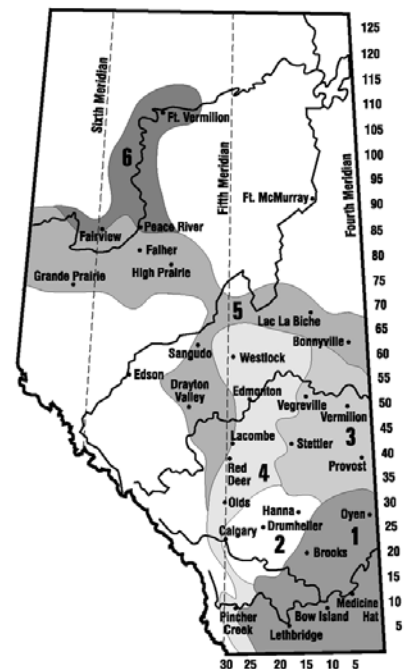 125
120
115
110
105
100
95
90
85
80
75
70
65
60
55
50
45
40
35
30
25
20
15
10
5
Sixth Meridian
Fifth Meridian
Fourth Meridian
Ft. Vermilion
6
Ft. McMurray
Peace River
Fairview
Falher
High Prairie
Grande Prairie
5
Lac La Biche
Bonnyville
Sangudo
Westlock
Edson
Drayton
Valley
Edmonton
Vegreville
Vermilion
Lacombe
Stettler
3
Red
Deer
4
Provost
Olds
Hanna
Oyen
Drumheller
Calgary
2
1
Brooks
Medicine
Hat
Bow Island
Pincher
Creek
Lethbridge
30 25 20 15 10 5